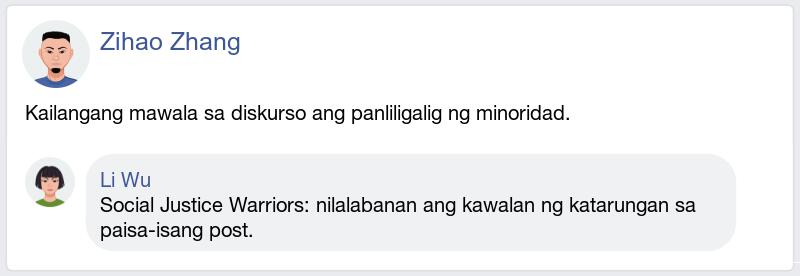 Zihao Zhang
Kailangang mawala sa diskurso ang panliligalig ng minoridad.
Li Wu
Social Justice Warriors: nilalabanan ang kawalan ng katarungan sa
paisa-isang post.